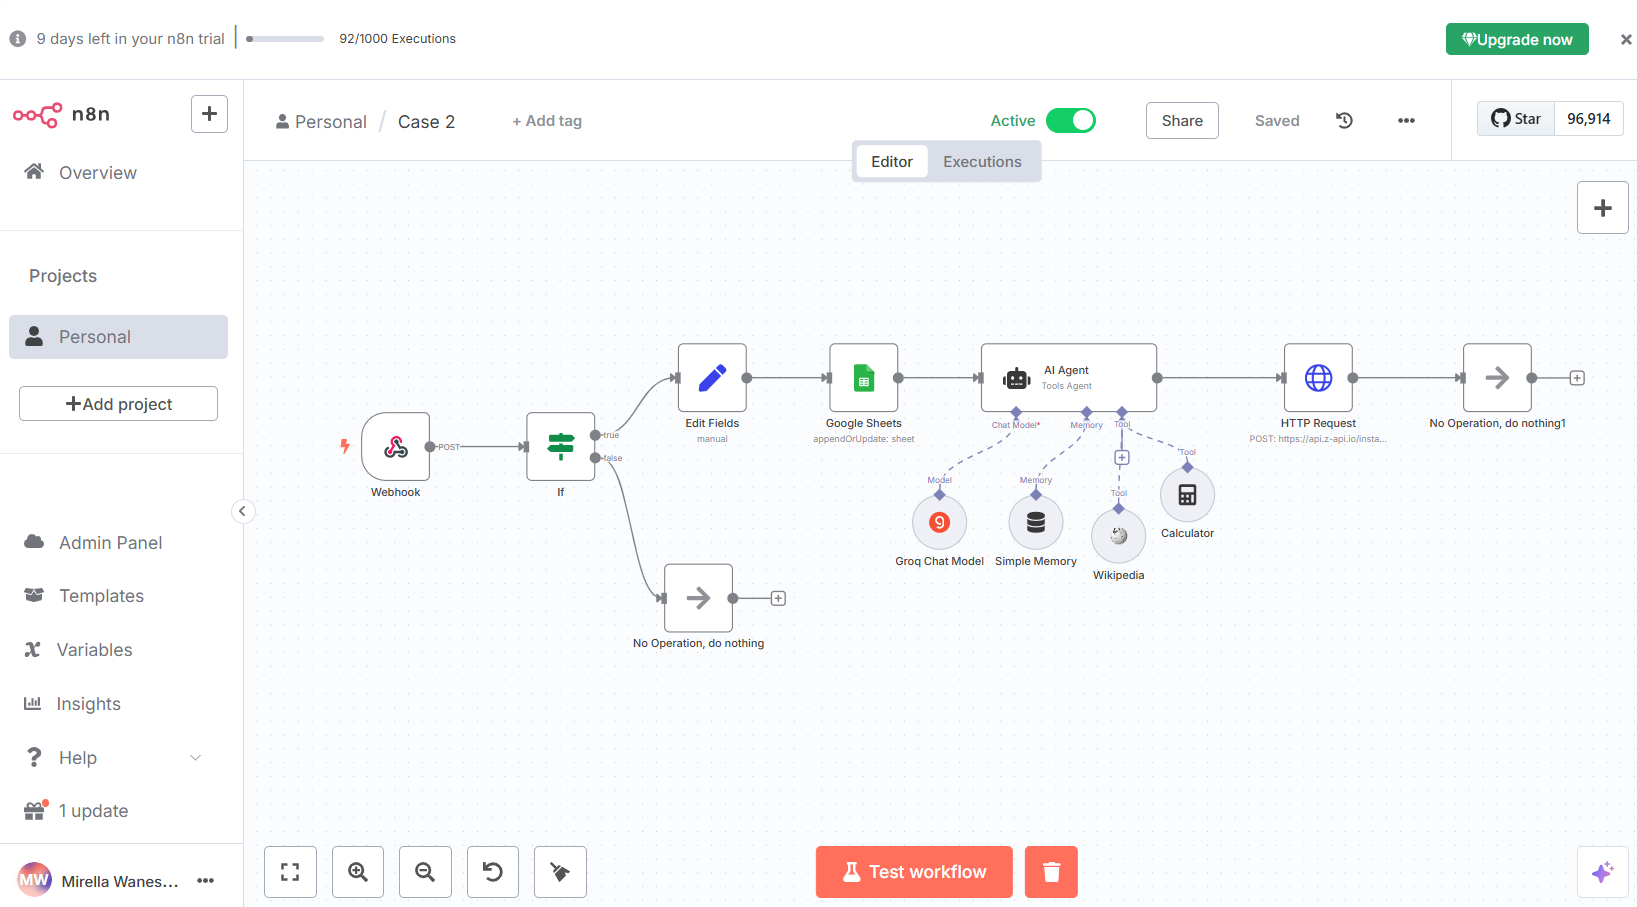 9 days left in your n8n trial
92/1000 Executions
Upgrade now
n8n
Personal / Case 2
+ Add tag
Active
Share
Saved
Star
96,914
Editor
Executions
Overview
Projects
Personal
Add project
Admin Panel
Templates
Variables
Insights
Help
1 update
MW
Mirella Wanes...
Webhook
POST
If
true
false
Edit Fields
manual
Google Sheets
appendOrUpdate: sheet
AI Agent
Tools Agent
Chat Model*
Memory
Tool
HTTP Request
POST: https://api.z-api.io/insta...
No Operation, do nothing1
Model
Groq Chat Model
Memory
Simple Memory
Tool
Wikipedia
Tool
Calculator
No Operation, do nothing
Test workflow